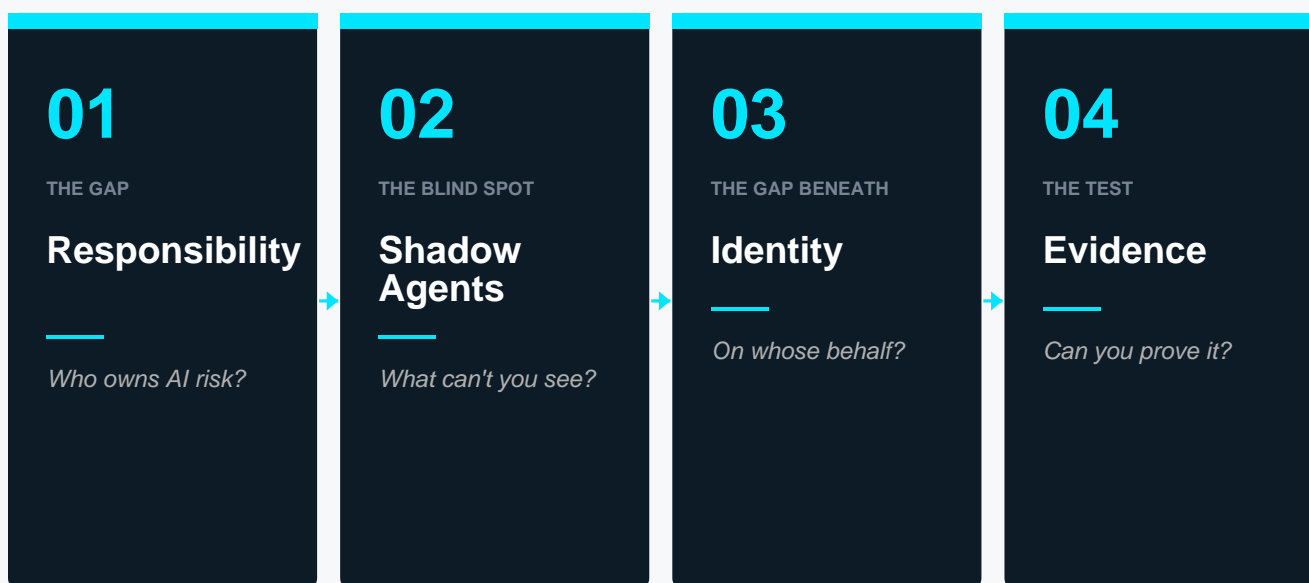 01
THE GAP
Responsibility
Who owns AI risk?
02
THE BLIND SPOT
Shadow
Agents
What can't you see?
03
THE GAP BENEATH
Identity
On whose behalf?
04
THE TEST
Evidence
Can you prove it?